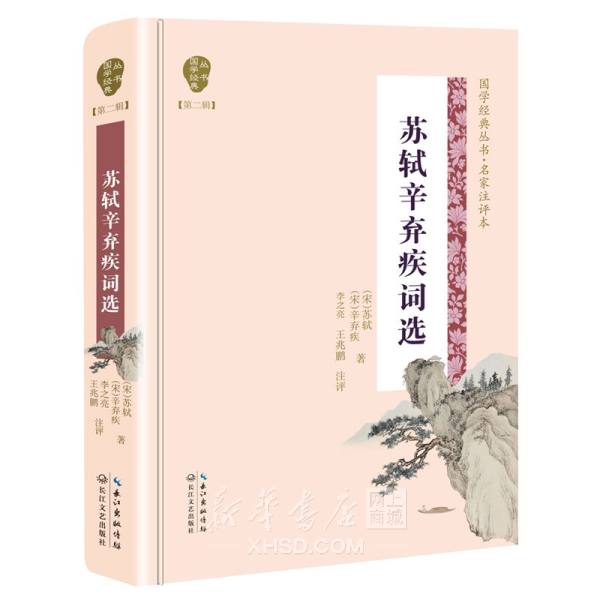 国学经典
丛书
【第二辑】
苏轼辛弃疾词选
(宋)苏轼
(宋)辛弃疾 著
李之亮
王兆鹏 注评
长江出版传媒
长江文艺出版社
国学经典
丛书
【第二辑】
国学经典丛书·名家注评本
苏轼辛弃疾词选
(宋)苏轼
(宋)辛弃疾 著
李之亮 王兆鹏 注评
新华书店
网上
商城
XHSD.COM